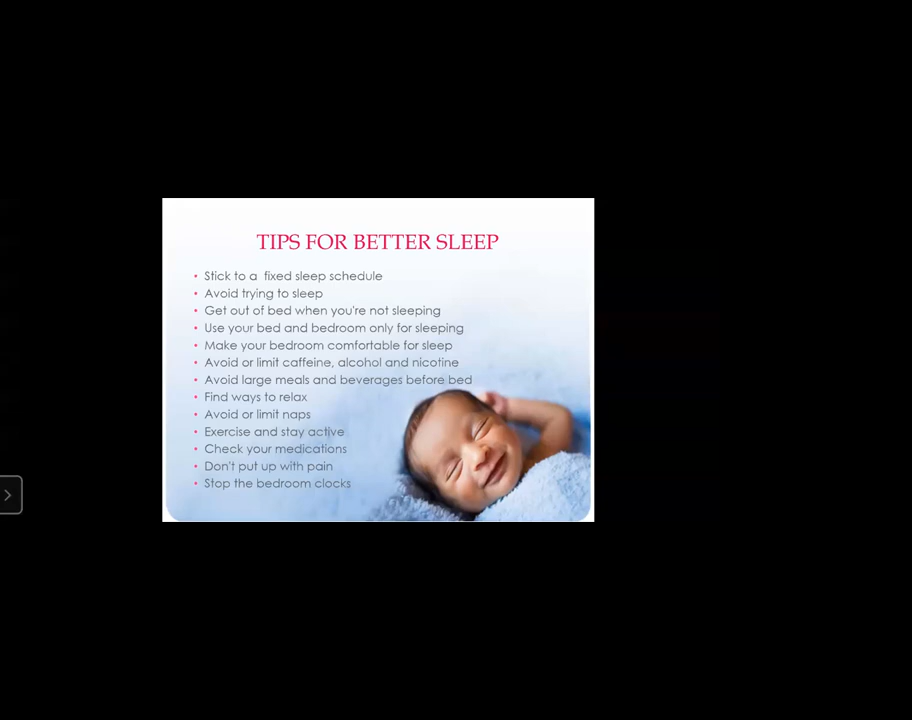 TIPS FOR BETTER SLEEP
• Stick to a  fixed sleep schedule
• Avoid trying to sleep
• Get out of bed when you're not sleeping
• Use your bed and bedroom only for sleeping
• Make your bedroom comfortable for sleep
• Avoid or limit caffeine, alcohol and nicotine
• Avoid large meals and beverages before bed
• Find ways to relax
• Avoid or limit naps
• Exercise and stay active
• Check your medications
• Don't put up with pain
• Stop the bedroom clocks